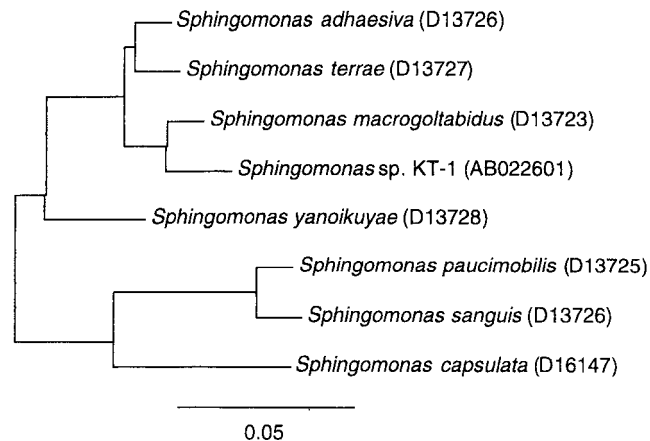 Sphingomonas adhaesiva (D13726)
Sphingomonas terrae (D13727)
Sphingomonas macrogoltabidus (D13723)
Sphingomonas sp. KT-1 (AB022601)
Sphingomonas yanoikuyae (D13728)
Sphingomonas paucimobilis (D13725)
Sphingomonas sanguis (D13726)
Sphingomonas capsulata (D16147)
0.05